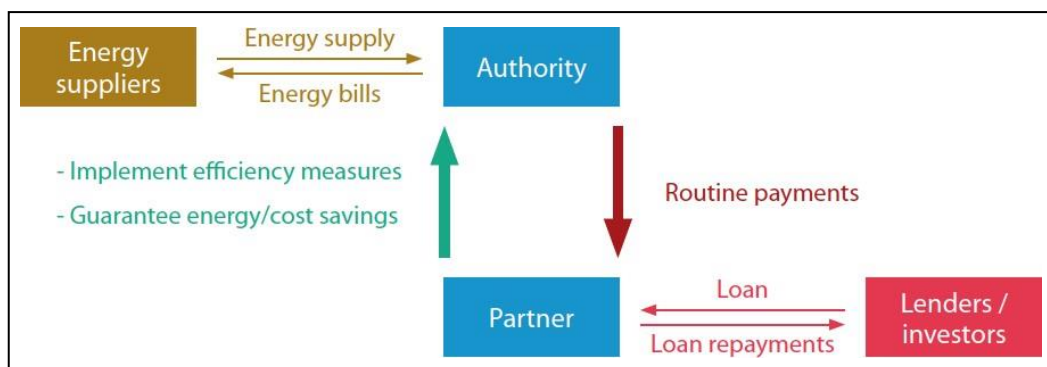 Energy
suppliers
Energy supply
Energy bills
Authority
- Implement efficiency measures
- Guarantee energy/cost savings
Routine payments
Partner
Loan
Loan repayments
Lenders /
investors